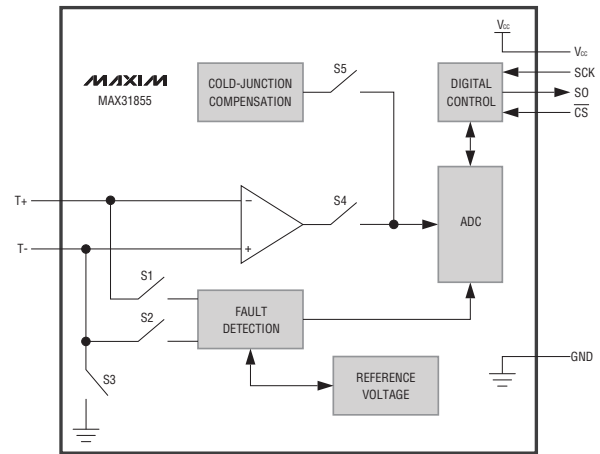 VCC
VCC
MAXIM
MAX31855
COLD-JUNCTION
COMPENSATION
S5
DIGITAL
CONTROL
SCK
SO
CS
T+
S4
ADC
T-
−
+
S1
S2
FAULT
DETECTION
S3
REFERENCE
VOLTAGE
GND